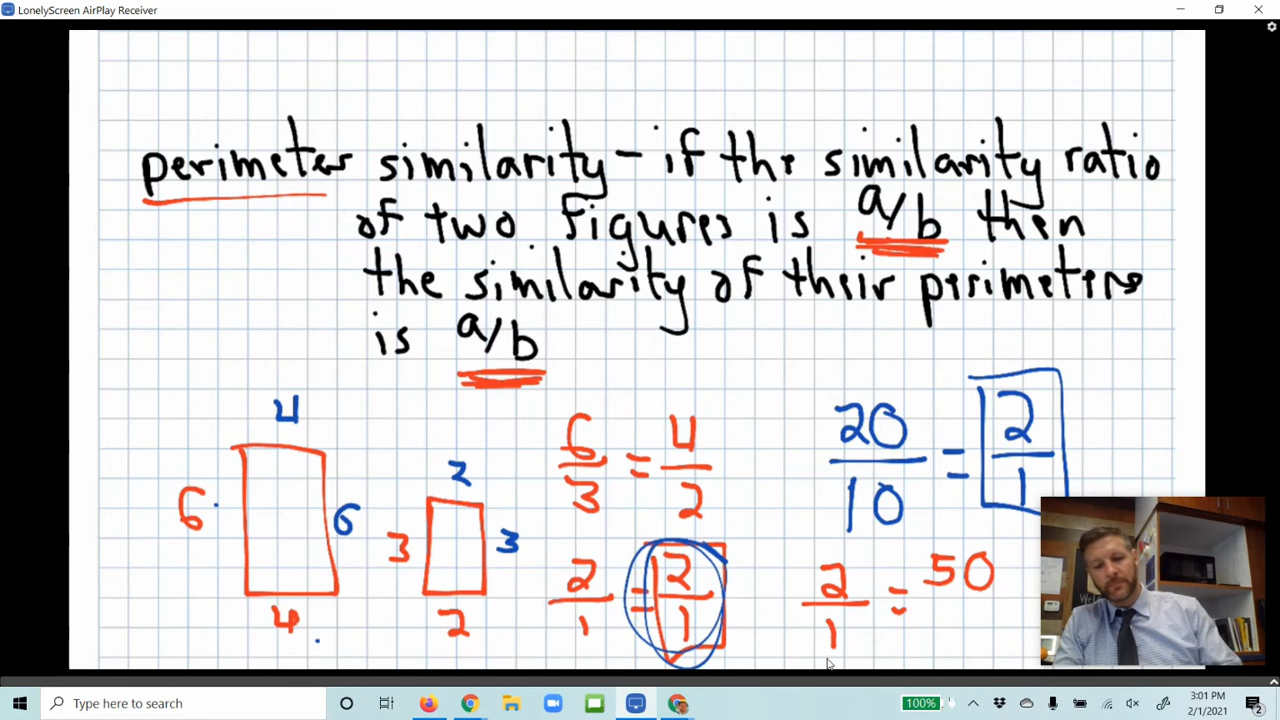 LonelyScreen AirPlay Receiver
perimeter similarity - if the similarity ratio
of two figures is a/b then
the similarity of their perimeters
is a/b
4
6
6
4
2
3
3
2
6/3 = 4/2
2/1 = 2/1
20/10 = 2/1
2/1 = 50
Type here to search
100%
3:01 PM
2/1/2021
2